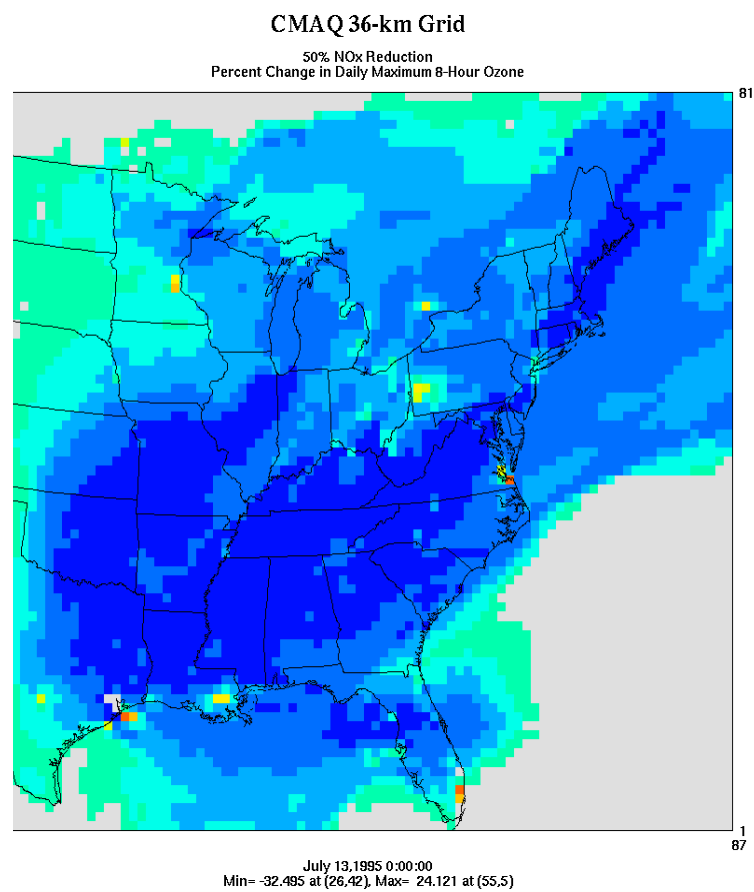 CMAQ 36-km Grid
50% NOx Reduction
Percent Change in Daily Maximum 8-Hour Ozone
81
1
87
July 13,1995 0:00:00
Min= -32.495 at (26,42), Max=  24.121 at (55,5)